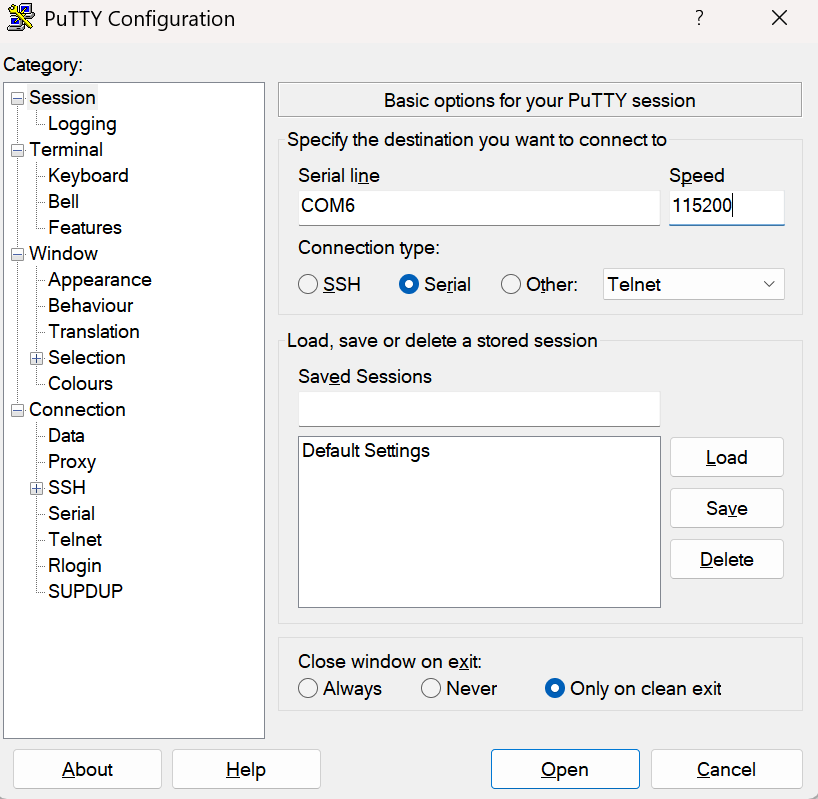 PuTTY Configuration
?
Category:
Session
Logging
Terminal
Keyboard
Bell
Features
Window
Appearance
Behaviour
Translation
Selection
Colours
Connection
Data
Proxy
SSH
Serial
Telnet
Rlogin
SUPDUP
Basic options for your PuTTY session
Specify the destination you want to connect to
Serial line Speed
COM6 115200
Connection type:
SSH Serial Other: Telnet
Load, save or delete a stored session
Saved Sessions
Default Settings
Load
Save
Delete
Close window on exit:
Always Never Only on clean exit
About Help Open Cancel